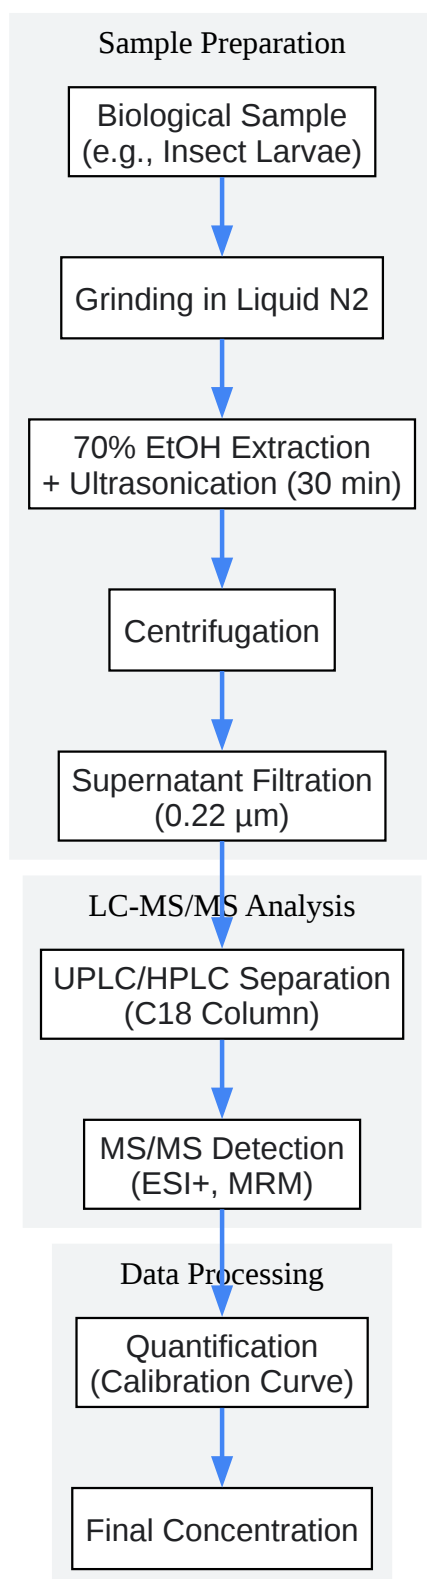 Sample Preparation
Biological Sample
(e.g., Insect Larvae)
Grinding in Liquid N2
70% EtOH Extraction
+ Ultrasonication (30 min)
Centrifugation
Supernatant Filtration
(0.22 µm)
LC-MS/MS Analysis
UPLC/HPLC Separation
(C18 Column)
MS/MS Detection
(ESI+, MRM)
Data Processing
Quantification
(Calibration Curve)
Final Concentration